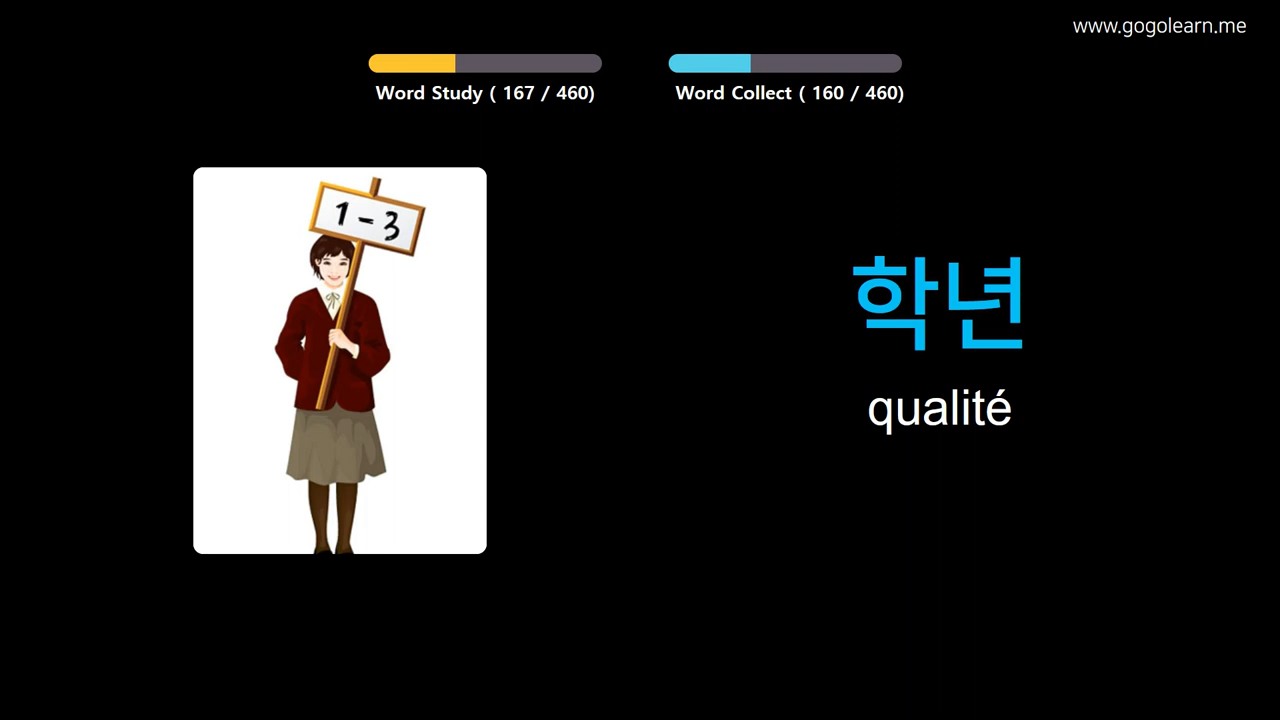 www.gogolearn.me
Word Study ( 167 / 460)
Word Collect ( 160 / 460)
1 - 3
학년
qualité